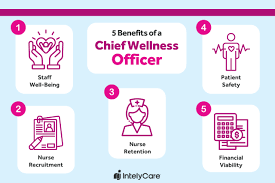 5 Benefits of a
Chief Wellness
Officer
1
Staff
Well-Being
2
Nurse
Recruitment
3
Nurse
Retention
4
Patient
Safety
5
Financial
Viability
IntelyCare